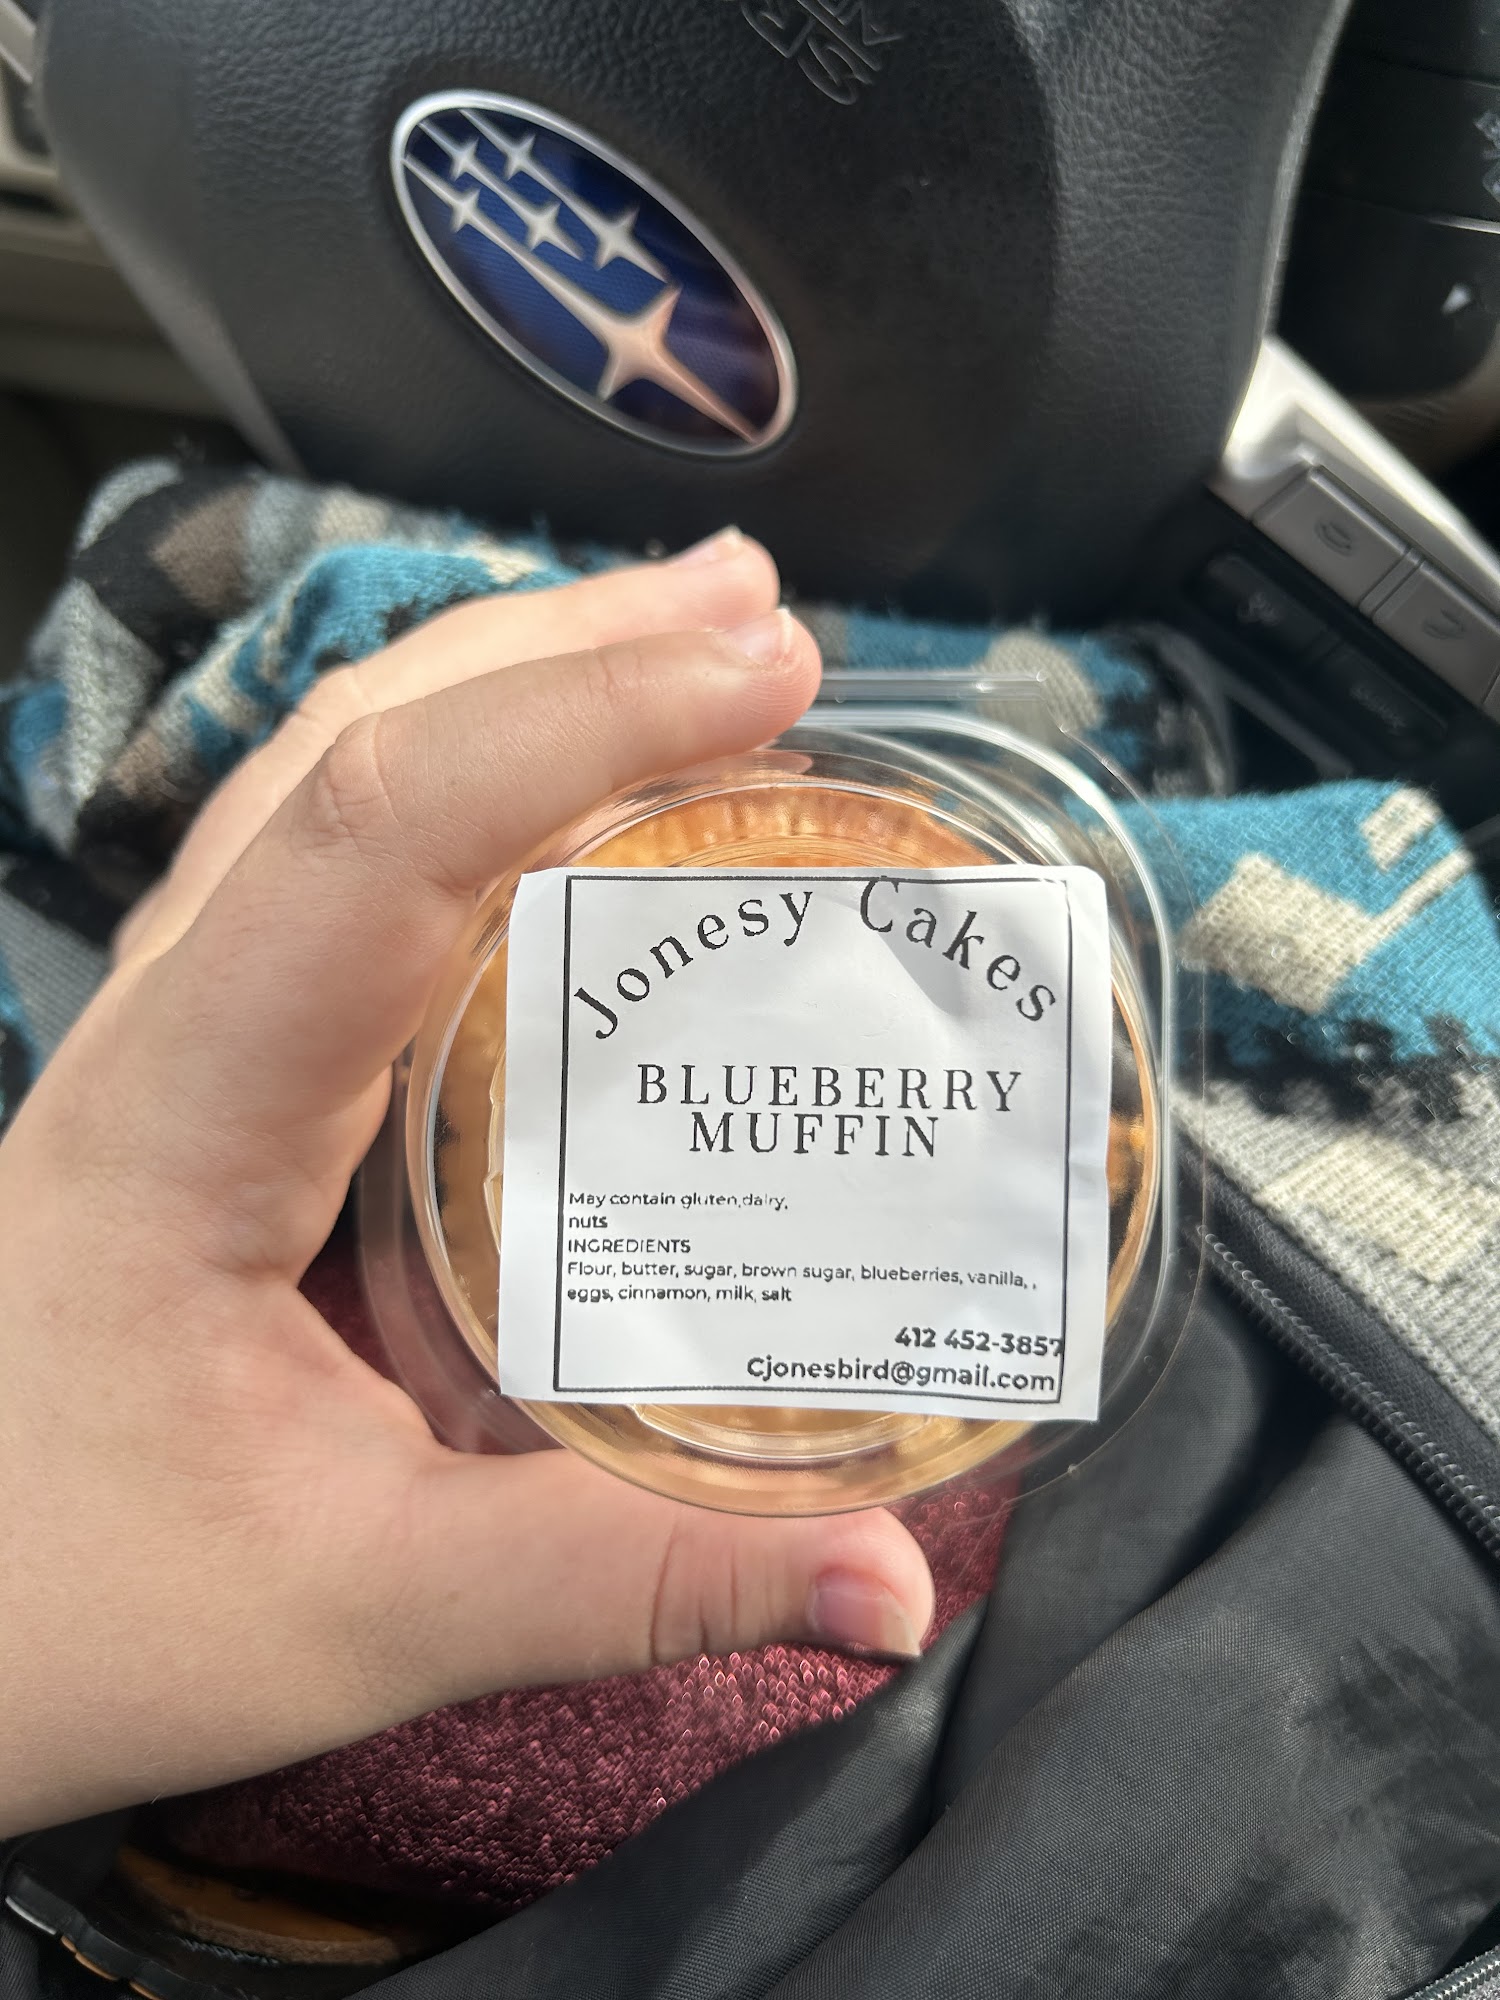 Jonesy Cakes
BLUEBERRY
MUFFIN
May contain gluten,dairy,
nuts
INGREDIENTS
Flour, butter, sugar, brown sugar, blueberries, vanilla, ,
eggs, cinnamon, milk, salt
412 452-3857
Cjonesbird@gmail.com